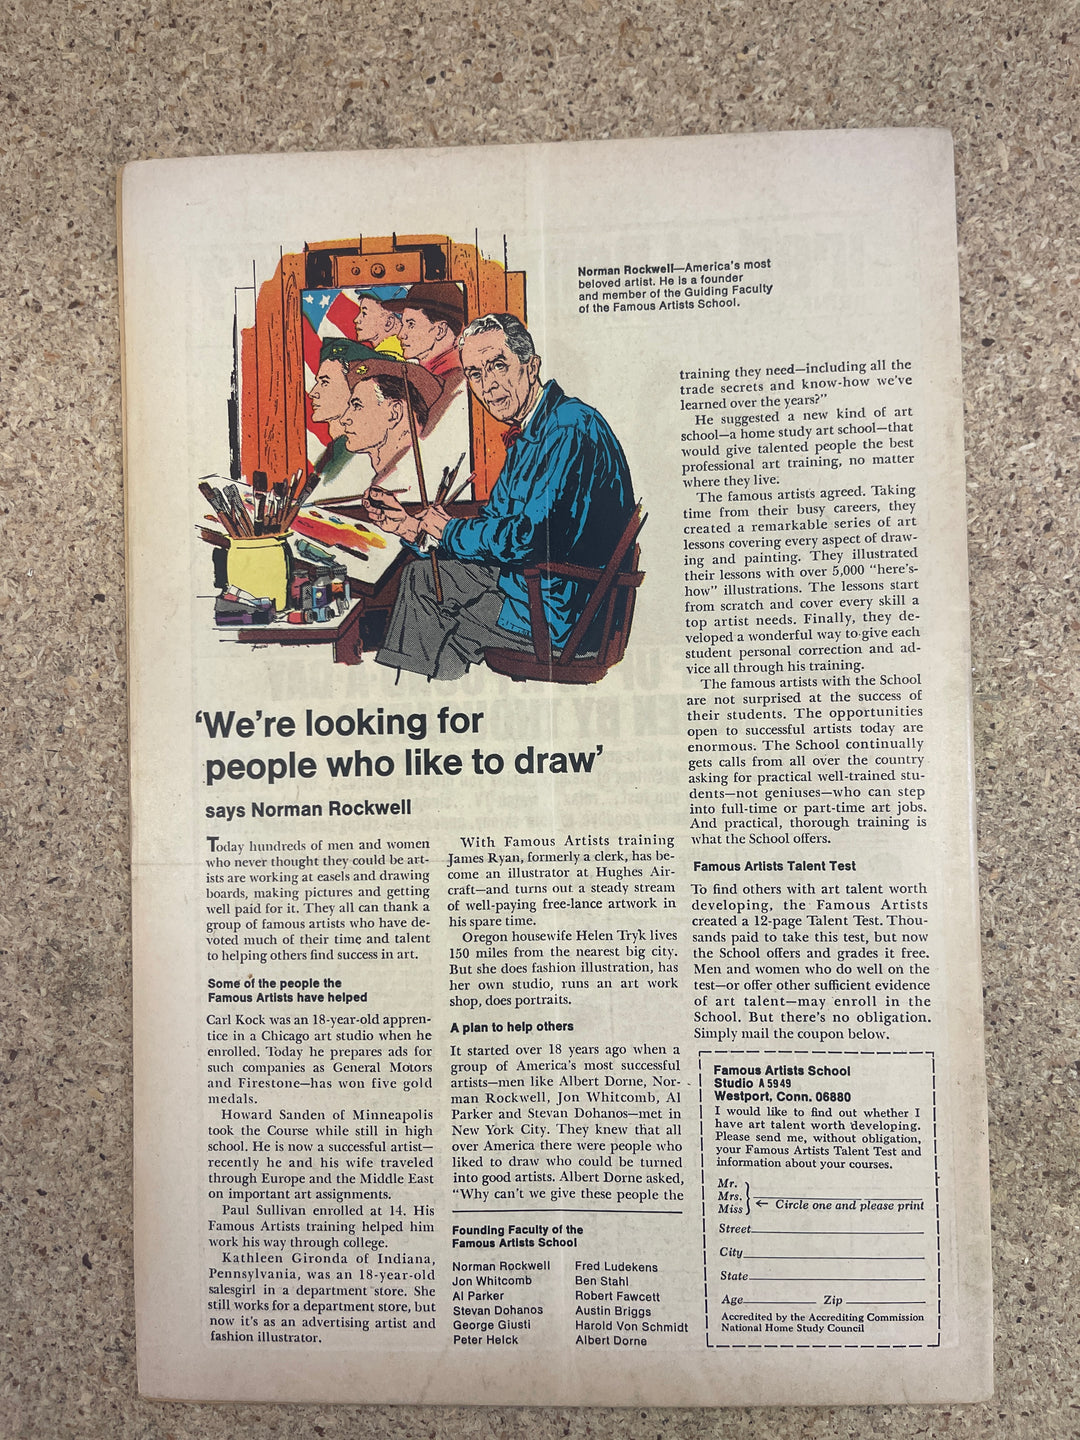 Norman Rockwell—America's most
beloved artist. He is a founder
and member of the Guiding Faculty
of the Famous Artists School.
'We're looking for
people who like to draw'
says Norman Rockwell
Today hundreds of men and women
who never thought they could be art-
ists are working at easels and drawing
boards, making pictures and getting
well paid for it. They all can thank a
group of famous artists who have de-
voted much of their time and talent
to helping others find success in art.
Some of the people the
Famous Artists have helped
Carl Kock was an 18-year-old appren-
tice in a Chicago art studio when he
enrolled. Today he prepares ads for
such companies as General Motors
and Firestone—has won five gold
medals.
Howard Sanden of Minneapolis
took the Course while still in high
school. He is now a successful artist—
recently he and his wife traveled
through Europe and the Middle East
on important art assignments.
Paul Sullivan enrolled at 14. His
Famous Artists training helped him
work his way through college.
Kathleen Gironda of Indiana,
Pennsylvania, was an 18-year-old
salesgirl in a department store. She
still works for a department store, but
now it's as an advertising artist and
fashion illustrator.
With Famous Artists training
James Ryan, formerly a clerk, has be-
come an illustrator at Hughes Air-
craft—and turns out a steady stream
of well-paying free-lance artwork in
his spare time.
Oregon housewife Helen Tryk lives
150 miles from the nearest big city.
But she does fashion illustration, has
her own studio, runs an art work
shop, does portraits.
A plan to help others
It started over 18 years ago when a
group of America's most successful
artists—men like Albert Dorne, Nor-
man Rockwell, Jon Whitcomb, Al
Parker and Stevan Dohanos—met in
New York City. They knew that all
over America there were people who
liked to draw who could be turned
into good artists. Albert Dorne asked,
"Why can't we give these people the
Founding Faculty of the
Famous Artists School
Norman Rockwell
Jon Whitcomb
Al Parker
Stevan Dohanos
George Giusti
Peter Helck
Fred Ludekens
Ben Stahl
Robert Fawcett
Austin Briggs
Harold Von Schmidt
Albert Dorne
training they need—including all the
trade secrets and know-how we've
learned over the years?"
He suggested a new kind of art
school—a home study art school—that
would give talented people the best
professional art training, no matter
where they live.
The famous artists agreed. Taking
time from their busy careers, they
created a remarkable series of art
lessons covering every aspect of draw-
ing and painting. They illustrated
their lessons with over 5,000 "here's-
how" illustrations. The lessons start
from scratch and cover every skill a
top artist needs. Finally, they de-
veloped a wonderful way to give each
student personal correction and ad-
vice all through his training.
The famous artists with the School
are not surprised at the success of
their students. The opportunities
open to successful artists today are
enormous. The School continually
gets calls from all over the country
asking for practical well-trained stu-
dents—not geniuses—who can step
into full-time or part-time art jobs.
And practical, thorough training is
what the School offers.
Famous Artists Talent Test
To find others with art talent worth
developing, the Famous Artists
created a 12-page Talent Test. Thou-
sands paid to take this test, but now
the School offers and grades it free.
Men and women who do well on the
test—or offer other sufficient evidence
of art talent—may enroll in the
School. But there's no obligation.
Simply mail the coupon below.
Famous Artists School
Studio A5949
Westport, Conn. 06880
I would like to find out whether I
have art talent worth developing.
Please send me, without obligation,
your Famous Artists Talent Test and
information about your courses.
Mr.
Mrs.
Miss
← Circle one and please print
Street
City
State
Age Zip
Accredited by the Accrediting Commission
National Home Study Council